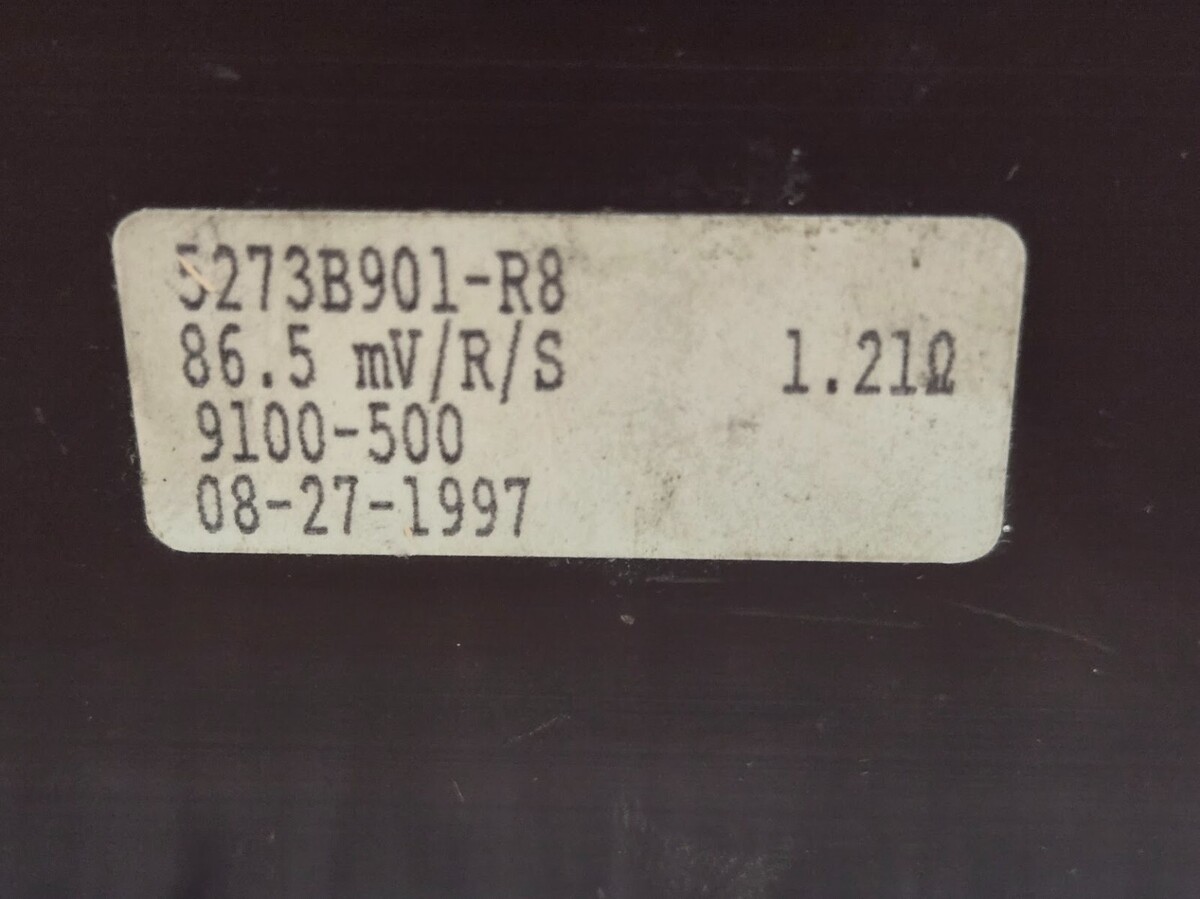 5273B901-R8
86.5 mV/R/S 1.21Ω
9100-500
08-27-1997